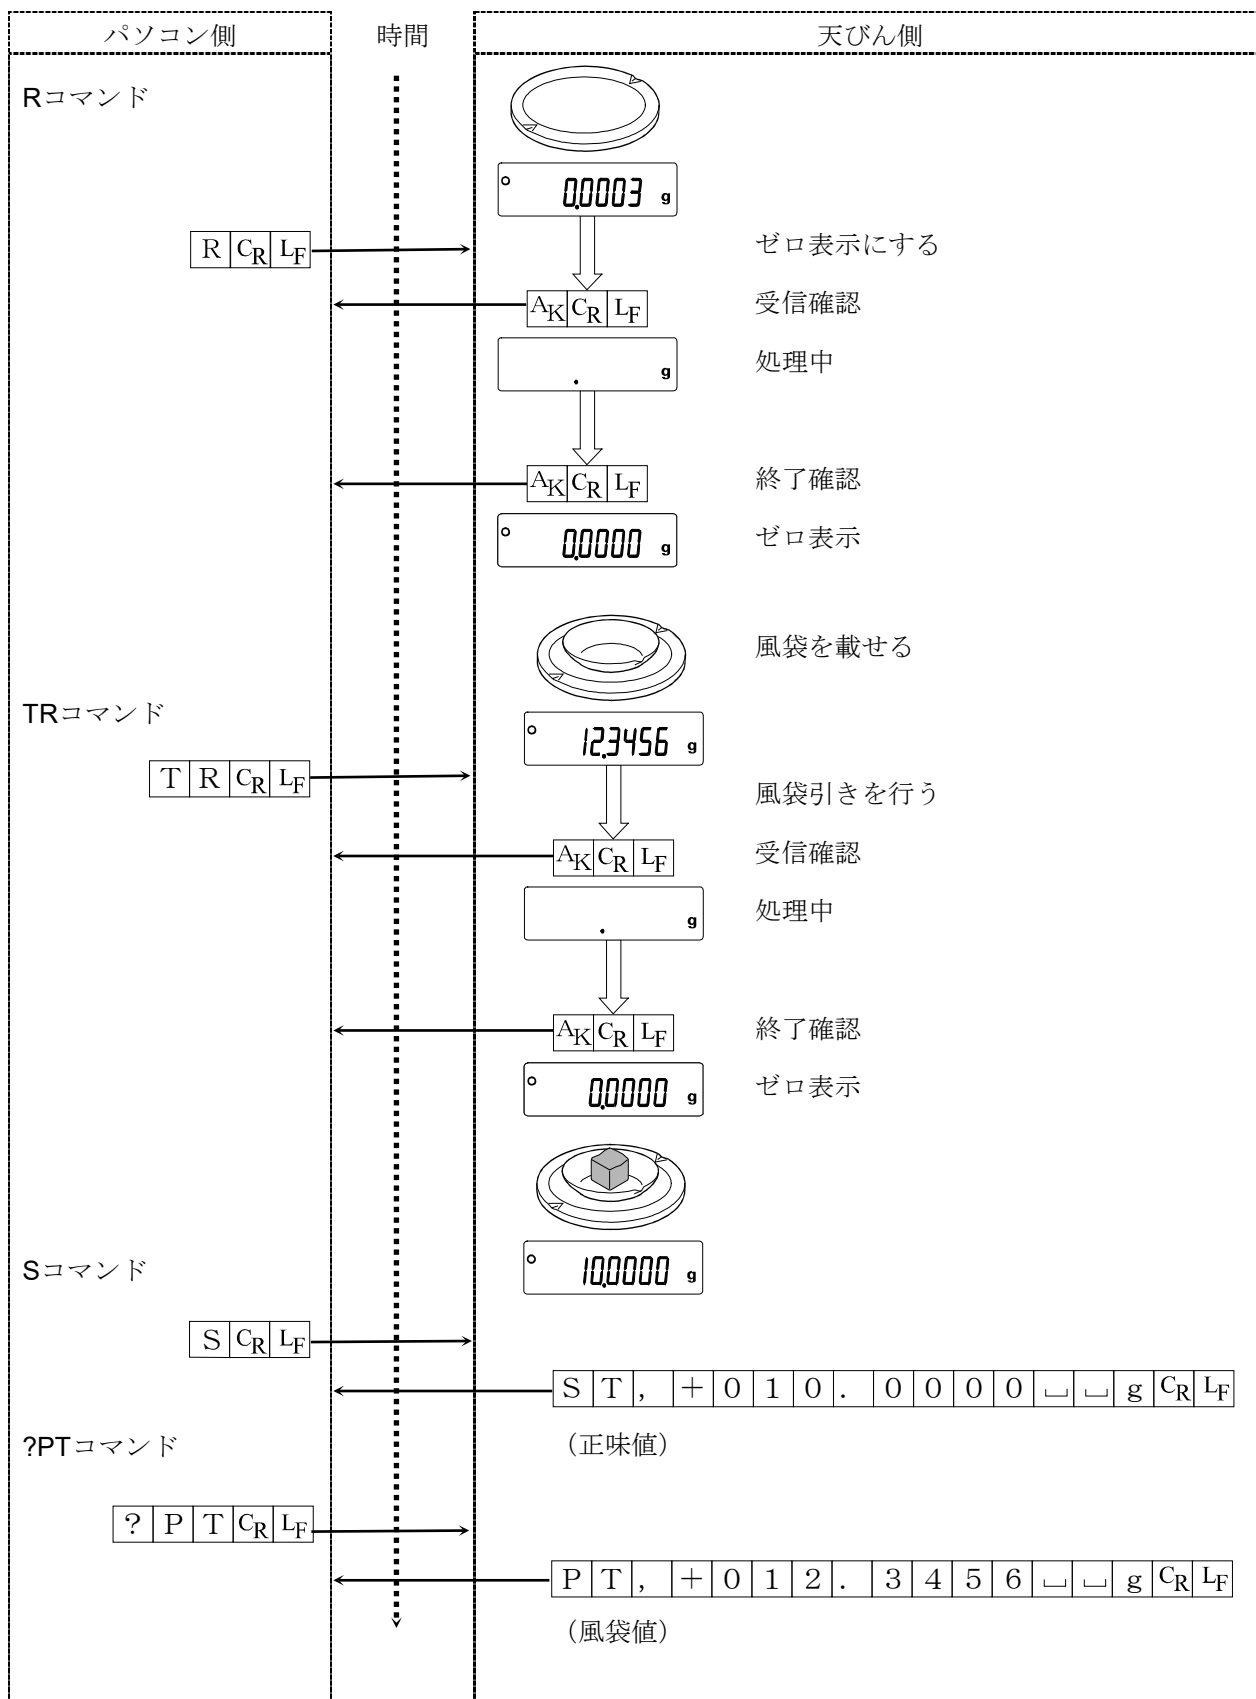 パソコン側 時間 天びん側
Rコマンド
0.0003 g
R CR LF ゼロ表示にする
AK CR LF 受信確認
. g 処理中
AK CR LF 終了確認
0.0000 g ゼロ表示
風袋を載せる
TRコマンド
12.3456 g
T R CR LF 風袋引きを行う
AK CR LF 受信確認
. g 処理中
AK CR LF 終了確認
0.0000 g ゼロ表示
10.0000 g
Sコマンド
S CR LF
S T , + 0 1 0 . 0 0 0 0 ␣ ␣ g CR LF
?PTコマンド (正味値)
? P T CR LF
P T , + 0 1 2 . 3 4 5 6 ␣ ␣ g CR LF
(風袋値)